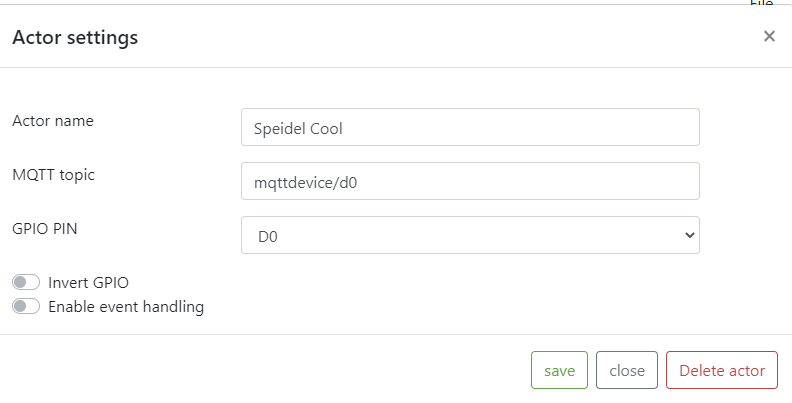 File
Actor settings
×
Actor name
Speidel Cool
MQTT topic
mqttdevice/d0
GPIO PIN
D0
Invert GPIO
Enable event handling
save
close
Delete actor